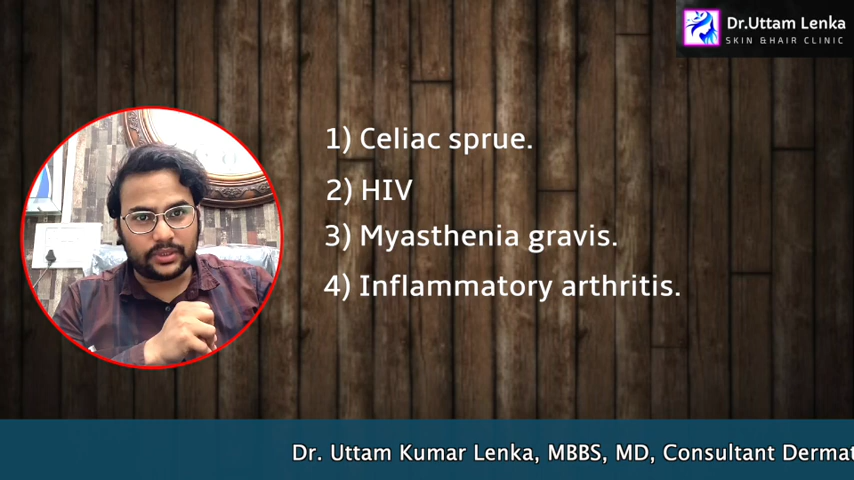 Dr.Uttam Lenka
SKIN &HAIR CLINIC
1) Celiac sprue.
2) HIV
3) Myasthenia gravis.
4) Inflammatory arthritis.
Dr. Uttam Kumar Lenka, MBBS, MD, Consultant Dermat